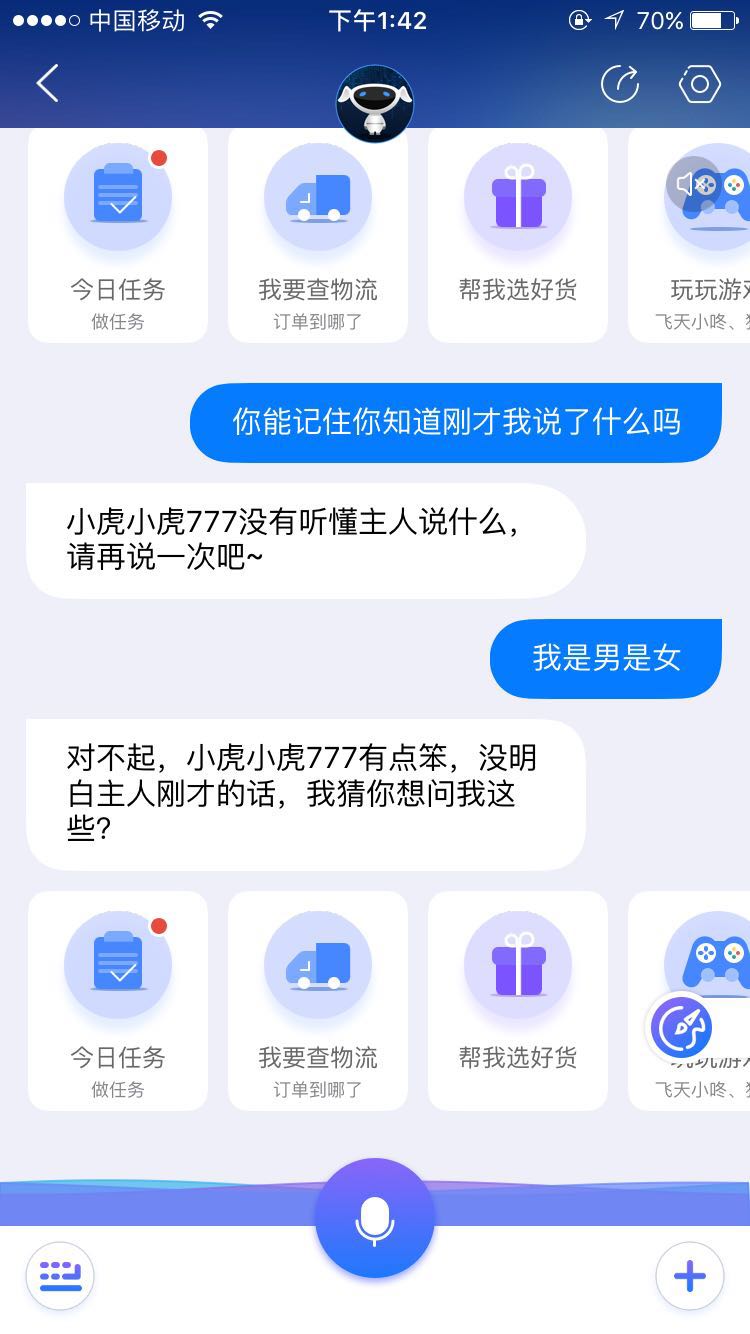 中国移动 下午1:42 70%
今日任务 我要查物流 帮我选好货 玩玩游
做任务 订单到哪了 飞天小咚、
你能记住你知道刚才我说了什么吗
小虎小虎777没有听懂主人说什么，
请再说一次吧~
我是男是女
对不起，小虎小虎777有点笨，没明
白主人刚才的话，我猜你想问我这
些？
今日任务 我要查物流 帮我选好货
做任务 订单到哪了 飞天小咚、